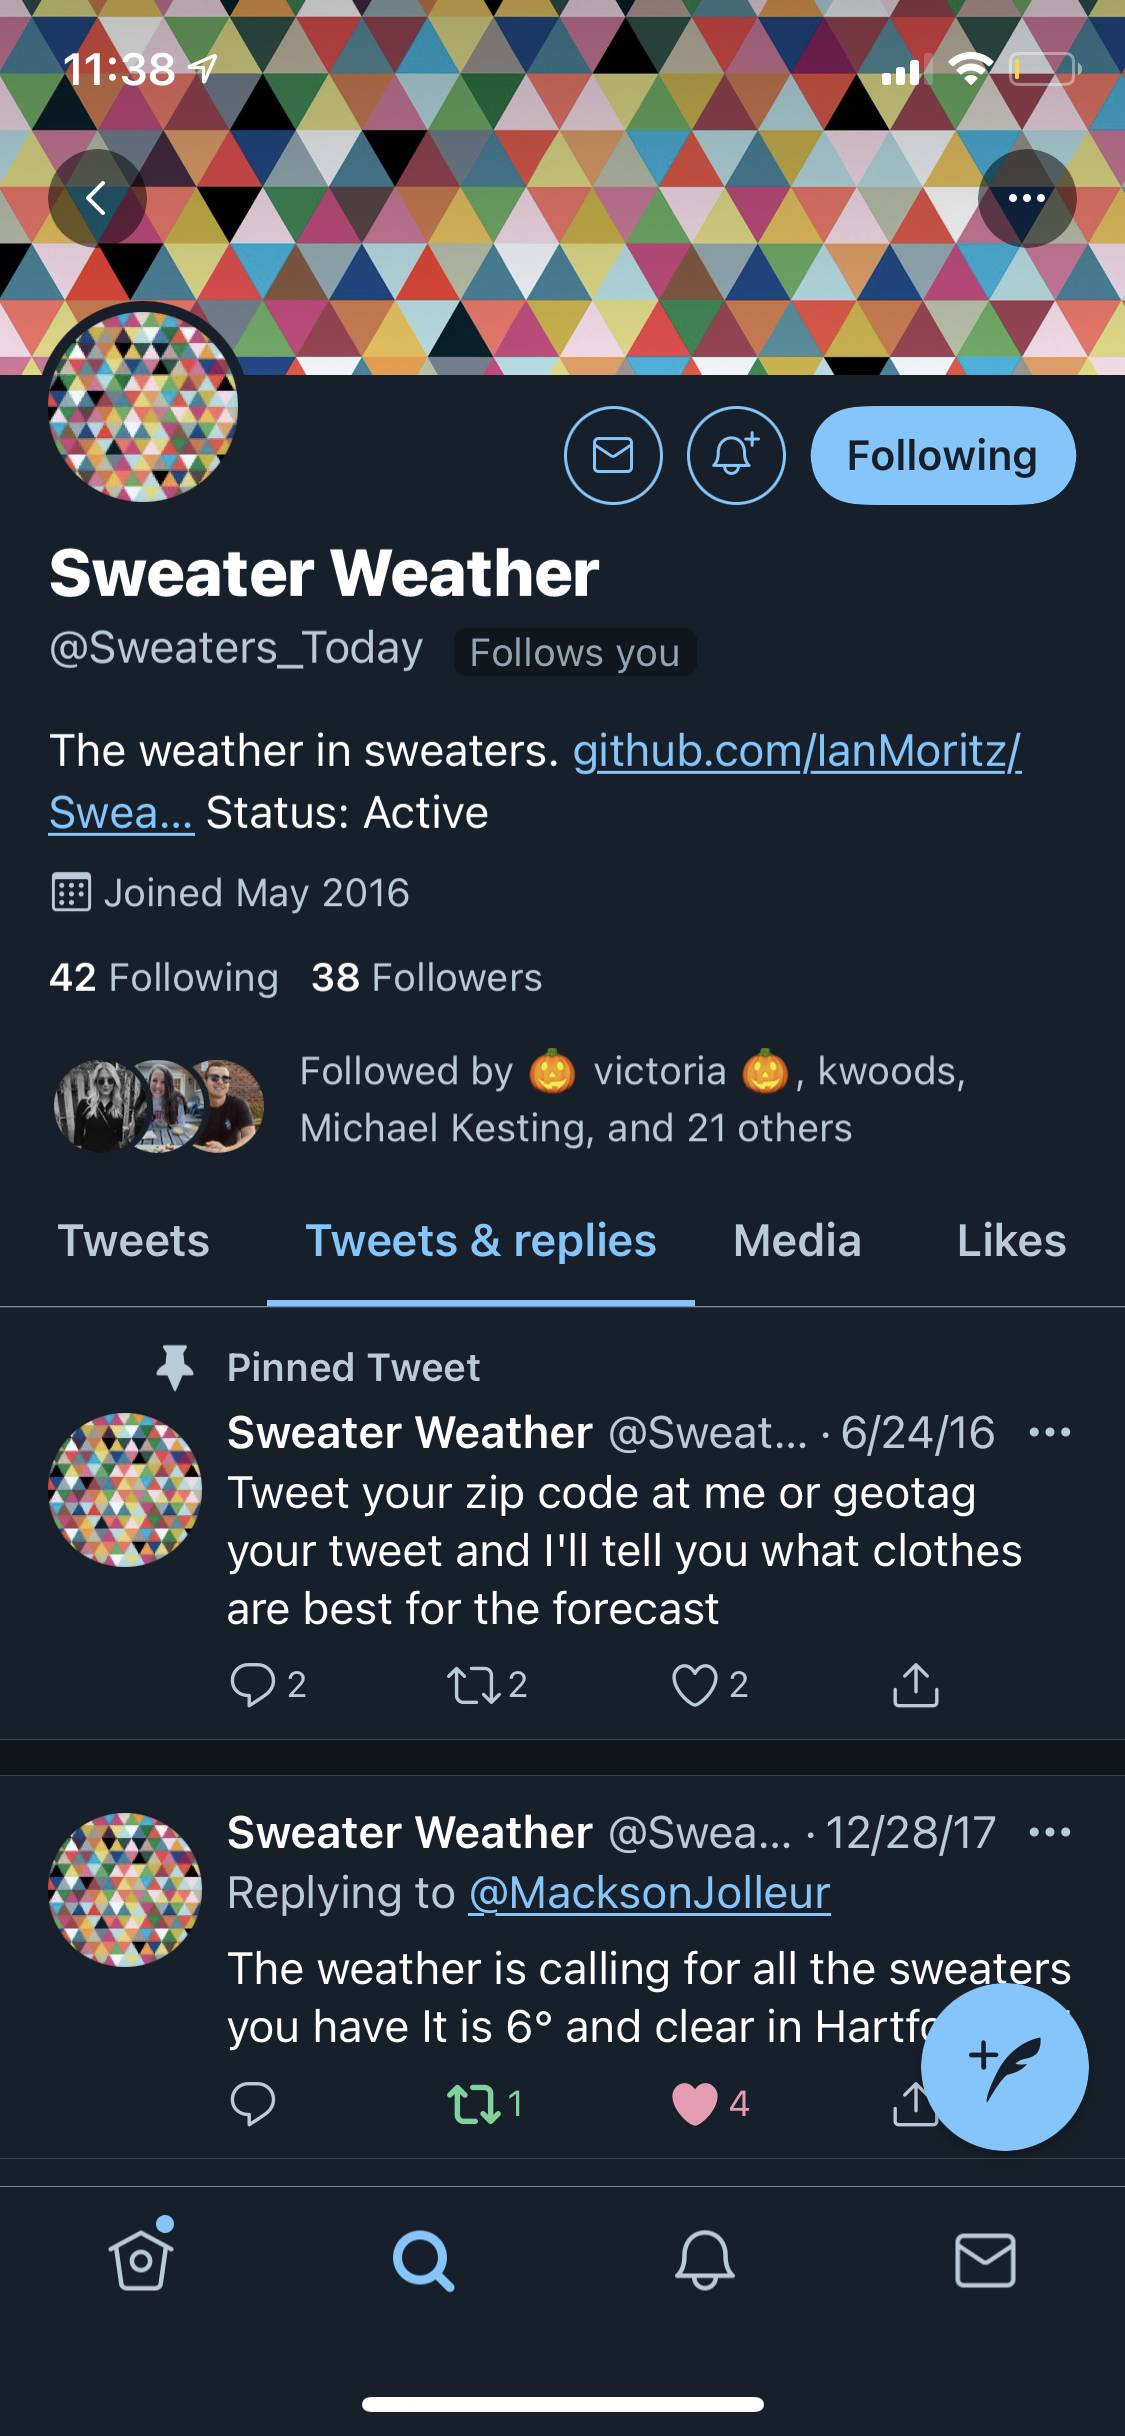 11:38
Following
Sweater Weather
@Sweaters_Today Follows you
The weather in sweaters. github.com/IanMoritz/
Swea... Status: Active
Joined May 2016
42 Following 38 Followers
Followed by 🎃 victoria 🎃, kwoods,
Michael Kesting, and 21 others
Tweets Tweets & replies Media Likes
Pinned Tweet
Sweater Weather @Sweat... · 6/24/16
Tweet your zip code at me or geotag
your tweet and I'll tell you what clothes
are best for the forecast
2 2 2
Sweater Weather @Swea... · 12/28/17
Replying to @MacksonJolleur
The weather is calling for all the sweaters
you have It is 6° and clear in
1 4